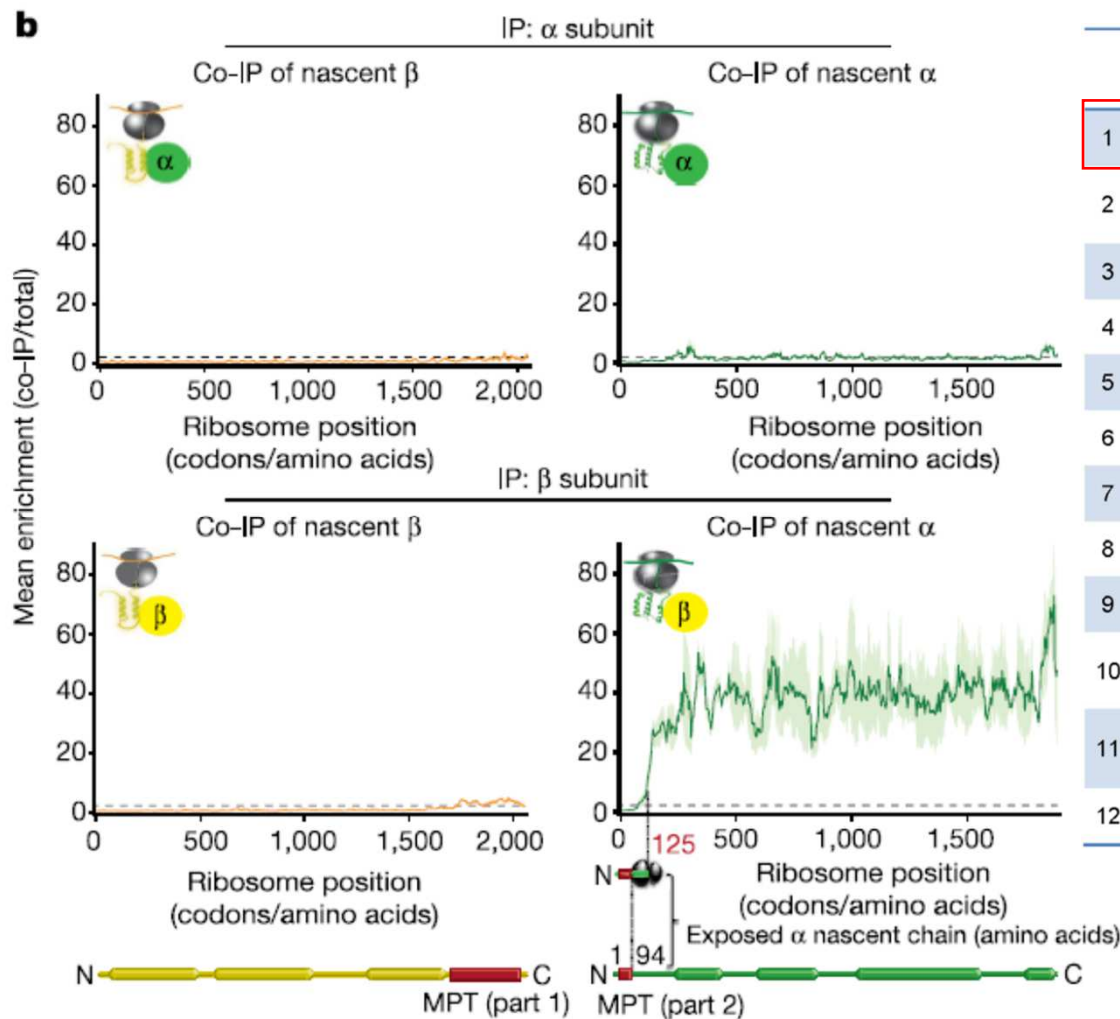 b
IP: α subunit
Co-IP of nascent β
Co-IP of nascent α
Mean enrichment (co-IP/total)
80
60
40
20
0
α
0 500 1,000 1,500 2,000
Ribosome position
(codons/amino acids)
80
60
40
20
0
α
0 500 1,000 1,500
Ribosome position
(codons/amino acids)
IP: β subunit
Co-IP of nascent β
Co-IP of nascent α
80
60
40
20
0
β
0 500 1,000 1,500 2,000
Ribosome position
(codons/amino acids)
80
60
40
20
0
β
0 500 1,000 1,500
125
N
Ribosome position
(codons/amino acids)
Exposed α nascent chain (amino acids)
1 94
N C
MPT (part 1)
N C
MPT (part 2)
1
2
3
4
5
6
7
8
9
10
11
12